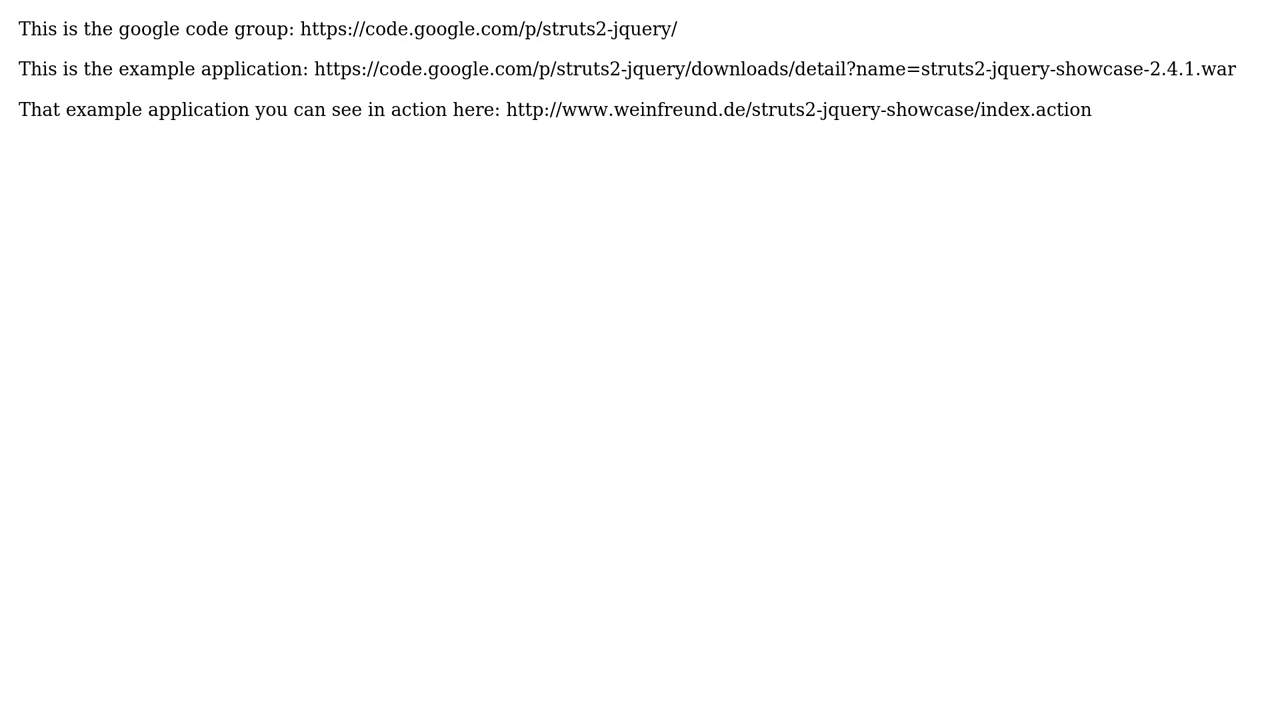 This is the google code group: https://code.google.com/p/struts2-jquery/
This is the example application: https://code.google.com/p/struts2-jquery/downloads/detail?name=struts2-jquery-showcase-2.4.1.war
That example application you can see in action here: http://www.weinfreund.de/struts2-jquery-showcase/index.action